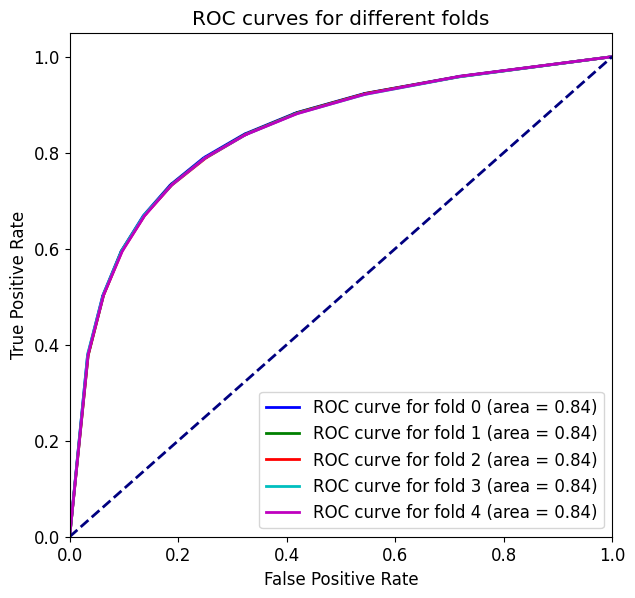 ROC curves for different folds
1.0
0.8
0.6
0.4
0.2
0.0
True Positive Rate
ROC curve for fold 0 (area = 0.84)
ROC curve for fold 1 (area = 0.84)
ROC curve for fold 2 (area = 0.84)
ROC curve for fold 3 (area = 0.84)
ROC curve for fold 4 (area = 0.84)
0.0 0.2 0.4 0.6 0.8 1.0
False Positive Rate